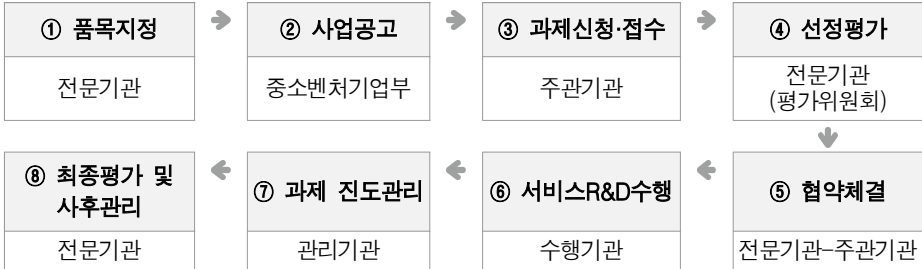 ① 품목지정
전문기관
② 사업공고
중소벤처기업부
③ 과제신청·접수
주관기관
④ 선정평가
전문기관
(평가위원회)
⑤ 협약체결
전문기관-주관기관
⑥ 서비스R&D수행
수행기관
⑦ 과제 진도관리
관리기관
⑧ 최종평가 및
사후관리
전문기관